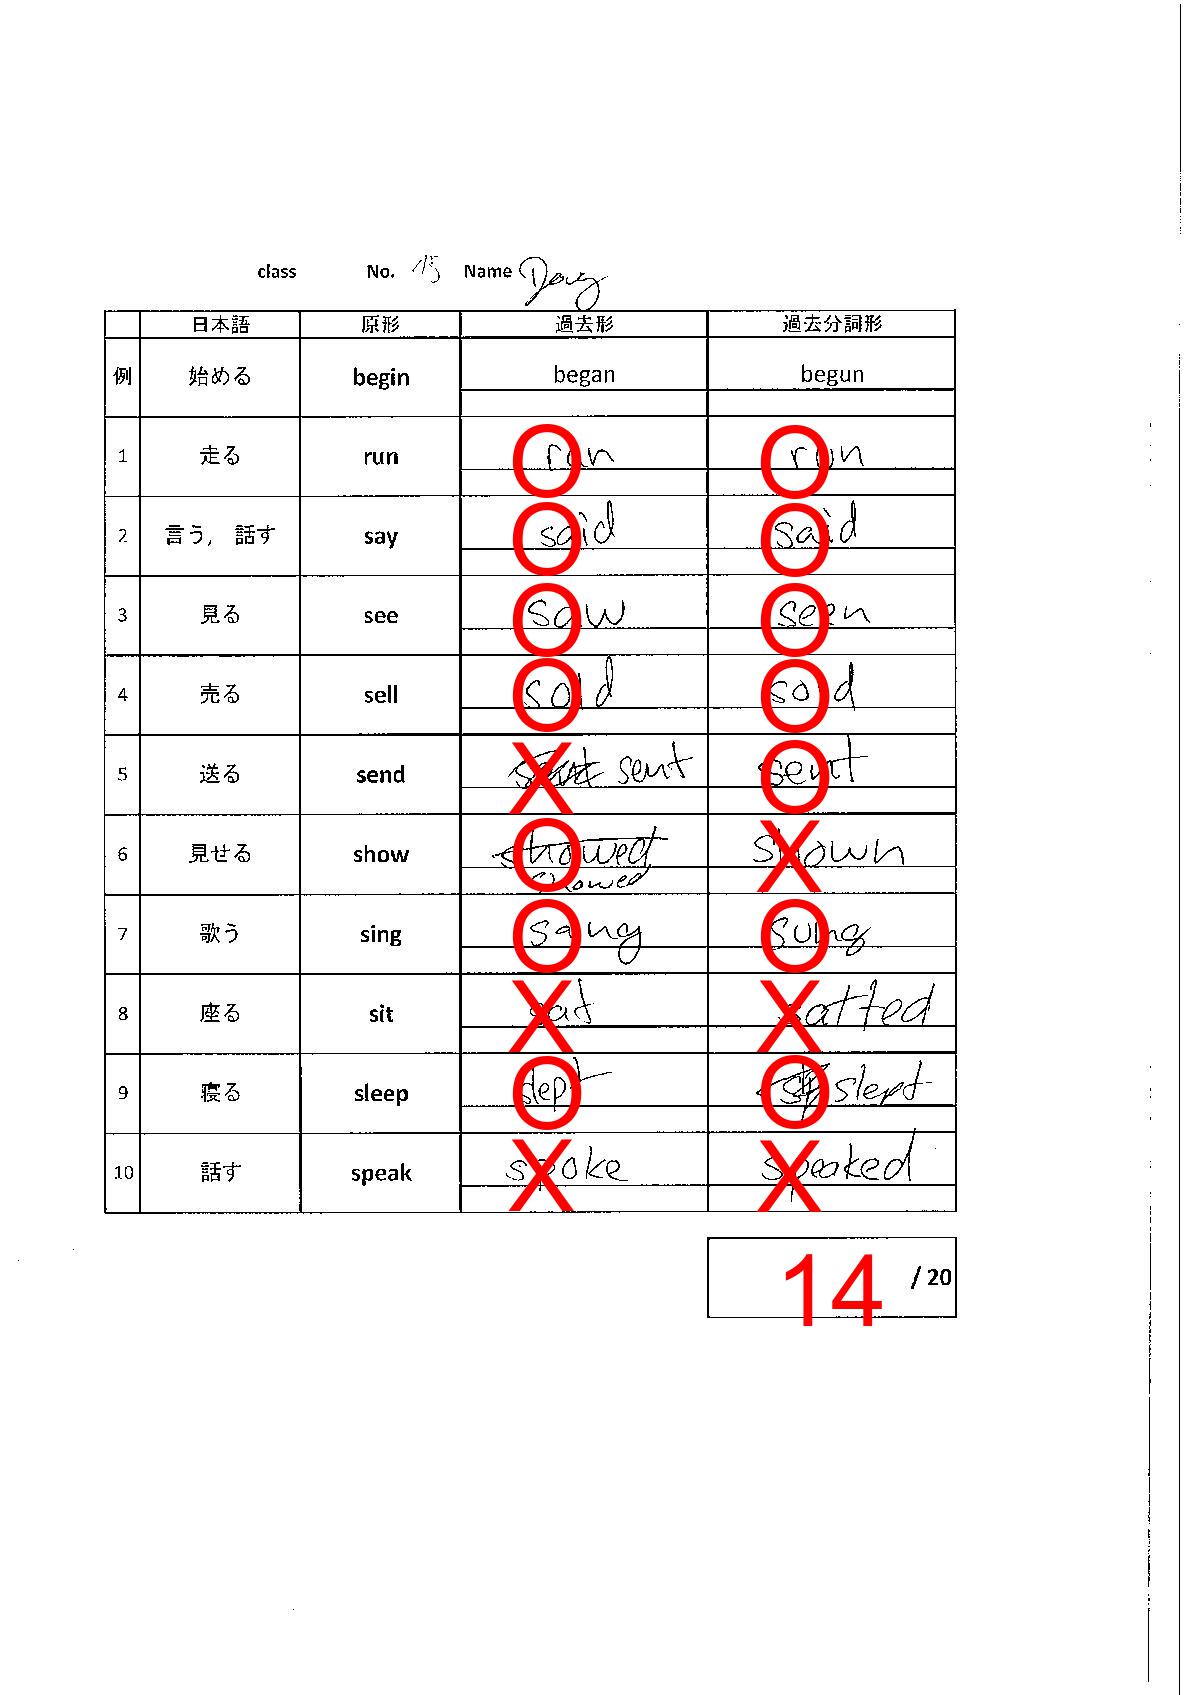 class No. 15 Name Doug
日本語 原形 過去形 過去分詞形
例 始める begin began begun
1 走る run ran run
2 言う, 話す say said said
3 見る see saw seen
4 売る sell sold sold
5 送る send sent sent
6 見せる show showed shown
showed
7 歌う sing sang sung
8 座る sit sat satted
9 寝る sleep slept slept
10 話す speak spoke speaked
14 / 20